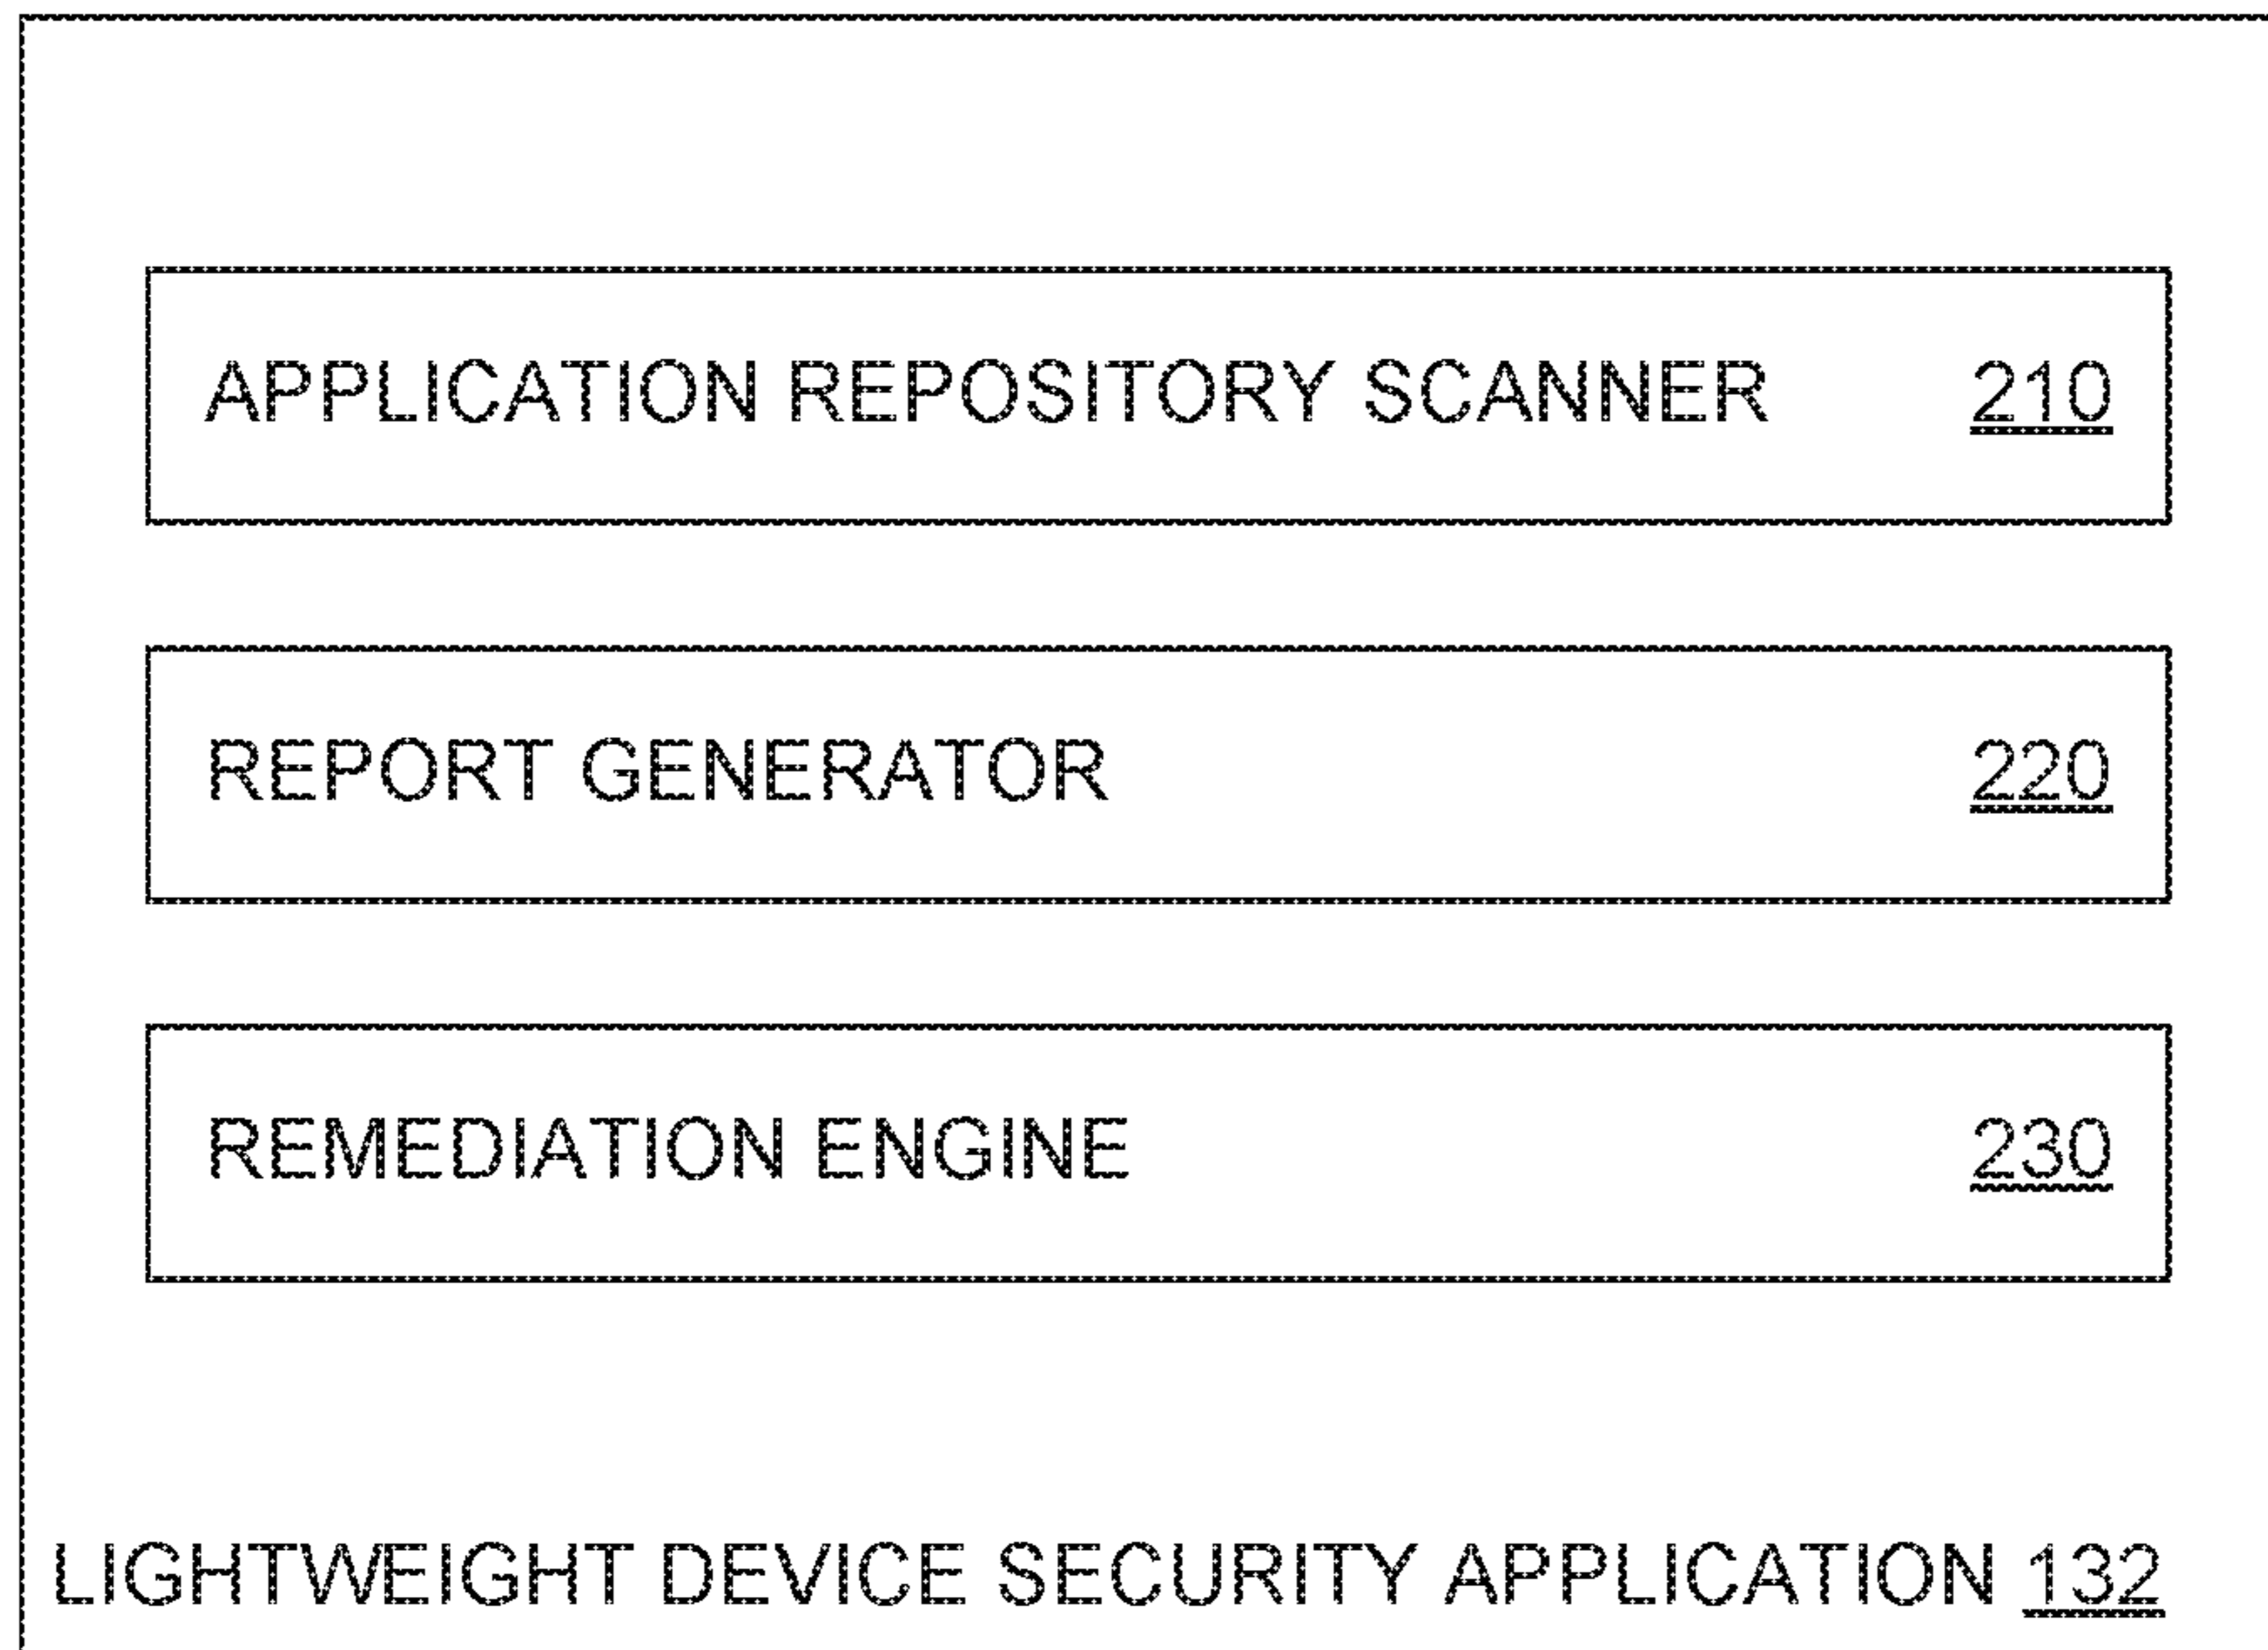 APPLICATION REPOSITORY SCANNER 210
REPORT GENERATOR 220
REMEDIATION ENGINE 230
LIGHTWEIGHT DEVICE SECURITY APPLICATION 132